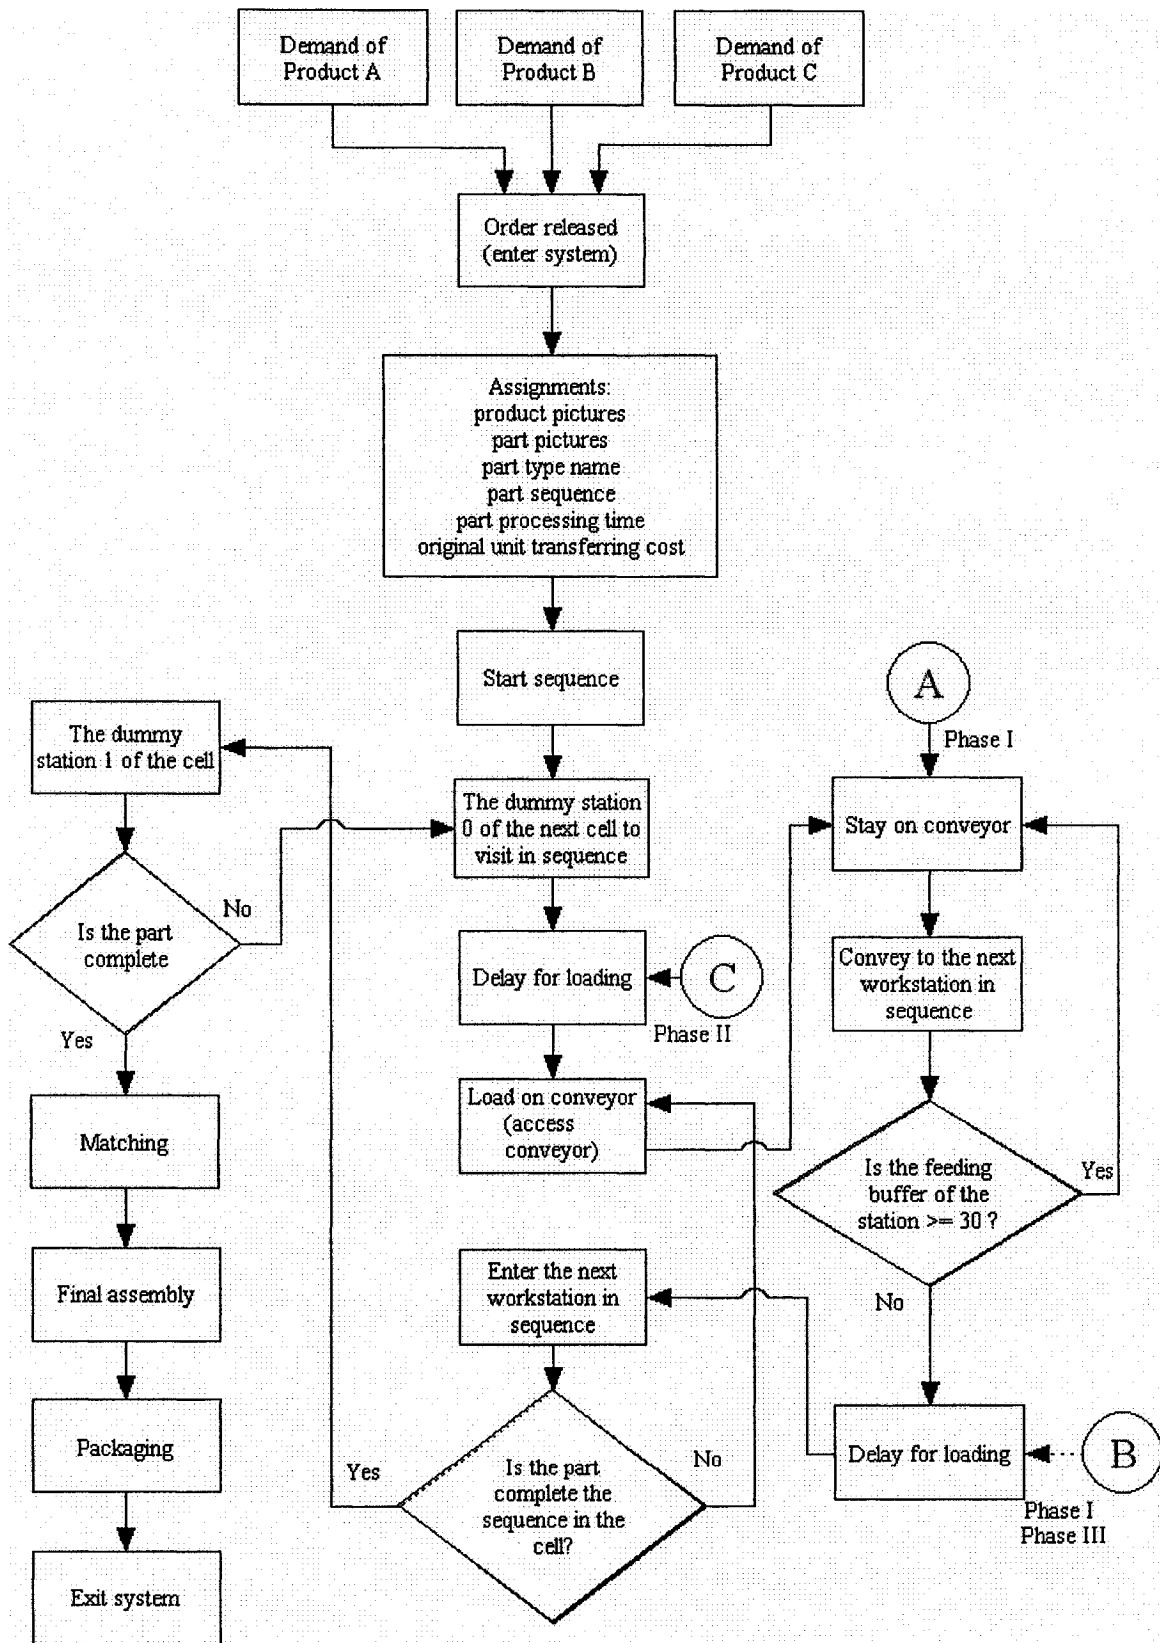 Demand of
Product A
Demand of
Product B
Demand of
Product C
Order released
(enter system)
Assignments:
product pictures
part pictures
part type name
part sequence
part processing time
original unit transferring cost
Start sequence
A
Phase I
The dummy
station 1 of the cell
The dummy station
0 of the next cell to
visit in sequence
Stay on conveyor
No
Is the part
complete
Yes
Delay for loading
C
Phase II
Convey to the next
workstation in
sequence
Load on conveyor
(access
conveyor)
Matching
Is the feeding
buffer of the
station >= 30 ?
Yes
No
Final assembly
Enter the next
workstation in
sequence
Packaging
Yes
Is the part
complete the
sequence in the
cell?
No
Delay for loading
B
Phase I
Phase III
Exit system